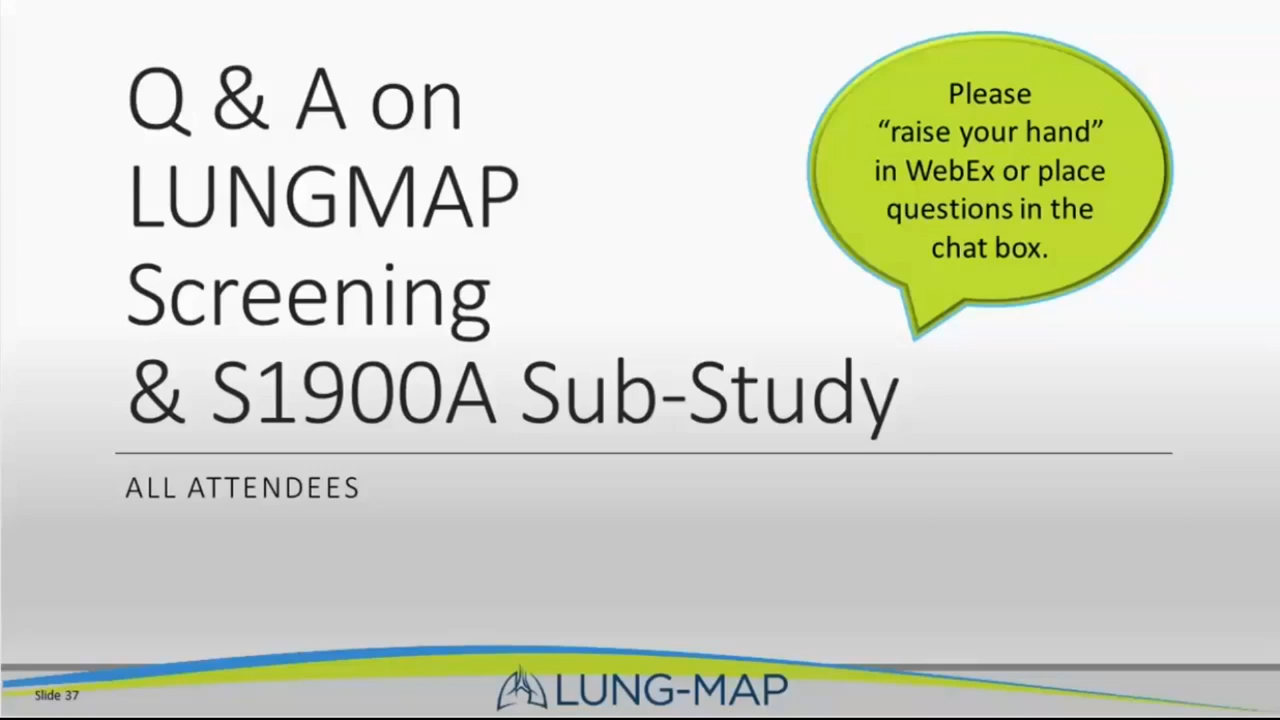 Q & A on
LUNGMAP
Screening
& S1900A Sub-Study
ALL ATTENDEES
Please
“raise your hand”
in WebEx or place
questions in the
chat box.
Slide 37
LUNG-MAP